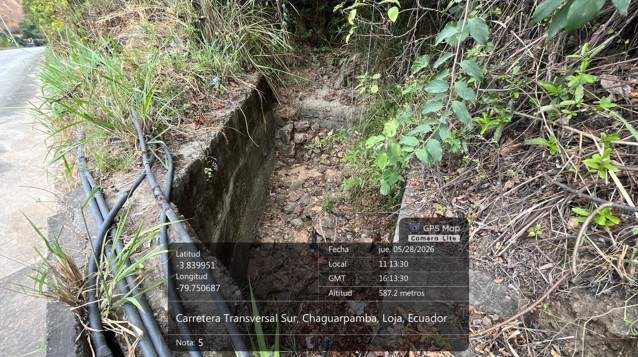 GPS Map
Camera Lite
Latitud
-3.839951
Longitud
-79.750687
Fecha jue. 05/28/2026
Local 11:13:30
GMT 16:13:30
Altitud 587.2 metros
Carretera Transversal Sur, Chaguarpamba, Loja, Ecuador
Nota: 5